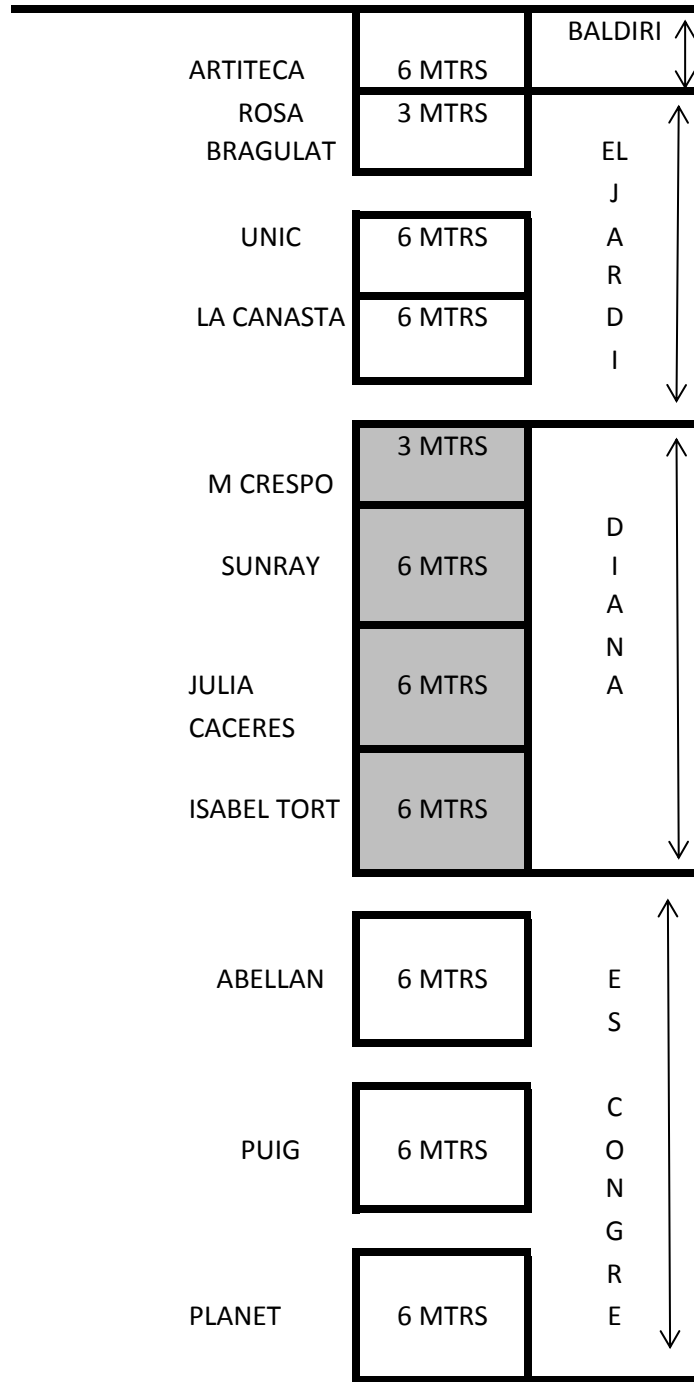 BALDIRI
ARTITECA 6 MTRS
ROSA 3 MTRS
BRAGULAT EL
J
UNIC 6 MTRS A
R
LA CANASTA 6 MTRS D
I
3 MTRS
M CRESPO
D
SUNRAY 6 MTRS I
A
N
JULIA 6 MTRS A
CACERES
ISABEL TORT 6 MTRS
ABELLAN 6 MTRS E
S
C
PUIG 6 MTRS O
N
G
R
PLANET 6 MTRS E